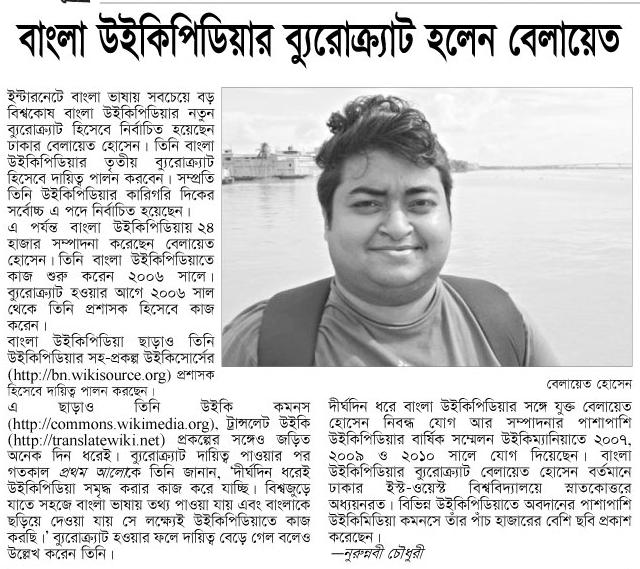 বাংলা উইকিপিডিয়ার ব্যুরোক্র্যাট হলেন বেলায়েত
ইন্টারনেটে বাংলা ভাষায় সবচেয়ে বড়
বিশ্বকোষ বাংলা উইকিপিডিয়ার নতুন
ব্যুরোক্র্যাট হিসেবে নির্বাচিত হয়েছেন
ঢাকার বেলায়েত হোসেন। তিনি বাংলা
উইকিপিডিয়ার তৃতীয় ব্যুরোক্র্যাট
হিসেবে দায়িত্ব পালন করবেন। সম্প্রতি
তিনি উইকিপিডিয়ার কারিগরি দিকের
সর্বোচ্চ এ পদে নির্বাচিত হয়েছেন।
এ পর্যন্ত বাংলা উইকিপিডিয়ায় ২৪
হাজার সম্পাদনা করেছেন বেলায়েত
হোসেন। তিনি বাংলা উইকিপিডিয়াতে
কাজ শুরু করেন ২০০৬ সালে।
ব্যুরোক্র্যাট হওয়ার আগে ২০০৬ সাল
থেকে তিনি প্রশাসক হিসেবে কাজ
করেন।
বাংলা উইকিপিডিয়া ছাড়াও তিনি
উইকিপিডিয়ার সহ-প্রকল্প উইকিসোর্সের
(http://bn.wikisource.org) প্রশাসক
হিসেবে দায়িত্ব পালন করছেন।
এ ছাড়াও তিনি উইকি কমনস
(http://commons.wikimedia.org), ট্রান্সলেট উইকি
(http://translatewiki.net) প্রকল্পের সঙ্গেও জড়িত
অনেক দিন ধরেই। ব্যুরোক্র্যাট দায়িত্ব পাওয়ার পর
গতকাল প্রথম আলোকে তিনি জানান, ‘দীর্ঘদিন ধরেই
উইকিপিডিয়া সমৃদ্ধ করার কাজ করে যাচ্ছি। বিশ্বজুড়ে
যাতে সহজে বাংলা ভাষায় তথ্য পাওয়া যায় এবং বাংলাকে
ছড়িয়ে দেওয়া যায় সে লক্ষ্যেই উইকিপিডিয়াতে কাজ
করছি।’ ব্যুরোক্র্যাট হওয়ার ফলে দায়িত্ব বেড়ে গেল বলেও
উল্লেখ করেন তিনি।
বেলায়েত হোসেন
দীর্ঘদিন ধরে বাংলা উইকিপিডিয়ার সঙ্গে যুক্ত বেলায়েত
হোসেন নিবন্ধ যোগ আর সম্পাদনার পাশাপাশি
উইকিপিডিয়ার বার্ষিক সম্মেলন উইকিম্যানিয়াতে ২০০৭,
২০০৯ ও ২০১০ সালে যোগ দিয়েছেন। বাংলা
উইকিপিডিয়ার ব্যুরোক্র্যাট বেলায়েত হোসেন বর্তমানে
ঢাকার ইস্ট-ওয়েস্ট বিশ্ববিদ্যালয়ে স্নাতকোত্তরে
অধ্যয়নরত। বিভিন্ন উইকিপিডিয়াতে অবদানের পাশাপাশি
উইকিমিডিয়া কমনসে তাঁর পাঁচ হাজারের বেশি ছবি প্রকাশ
করেছেন।
—নুরুন্নবী চৌধুরী